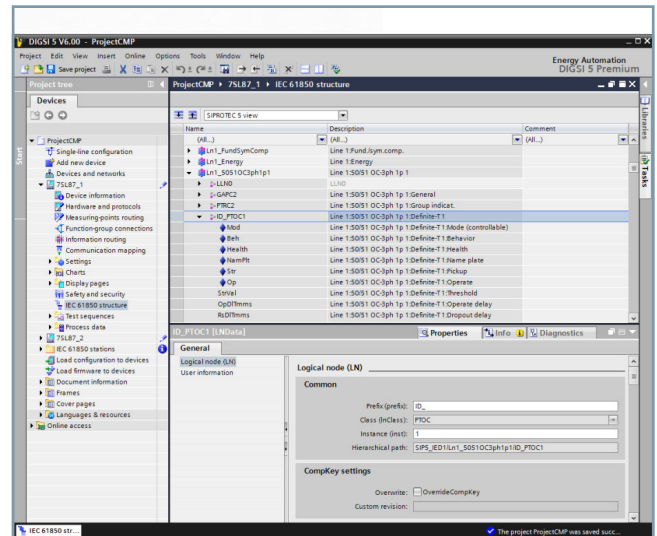 DIGSI 5 V6.00 - ProjectCMP
Project Edit View Insert Online Options Tools Window Help
Save project
Energy Automation
DIGSI 5 Premium
Project tree
ProjectCMP 7SL87_1 IEC 61850 structure
Devices
Start
Libraries
Tasks
SIPROTEC 5 view
Name Description Comment
(All...) (All...) (All...)
Ln1_FundSymComp Line 1:Fund./sym.comp.
Ln1_Energy Line 1:Energy
Ln1_5051OC3ph1p1 Line 1:50/51 OC-3ph 1p 1
LLN0 LLN0
GAPC2 Line 1:50/51 OC-3ph 1p 1:General
PTRC2 Line 1:50/51 OC-3ph 1p 1:Group indicat.
ID_PTOC1 Line 1:50/51 OC-3ph 1p 1:Definite-T 1
Mod Line 1:50/51 OC-3ph 1p 1:Definite-T 1:Mode (controllable)
Beh Line 1:50/51 OC-3ph 1p 1:Definite-T 1:Behavior
Health Line 1:50/51 OC-3ph 1p 1:Definite-T 1:Health
NamPlt Line 1:50/51 OC-3ph 1p 1:Definite-T 1:Name plate
Str Line 1:50/51 OC-3ph 1p 1:Definite-T 1:Pickup
Op Line 1:50/51 OC-3ph 1p 1:Definite-T 1:Operate
StrVal Line 1:50/51 OC-3ph 1p 1:Definite-T 1:Threshold
OpDlTmms Line 1:50/51 OC-3ph 1p 1:Definite-T 1:Operate delay
RsDlTmms Line 1:50/51 OC-3ph 1p 1:Definite-T 1:Dropout delay
ProjectCMP
Single-line configuration
Add new device
Devices and networks
7SL87_1
Device information
Hardware and protocols
Measuring-points routing
Function-group connections
Information routing
Communication mapping
Settings
Charts
Display pages
Safety and security
IEC 61850 structure
Test sequences
Process data
7SL87_2
IEC 61850 stations
Load configuration to devices
Load firmware to devices
Document information
Frames
Cover pages
Languages & resources
Online access
ID_PTOC1 [LNData] Properties Info Diagnostics
General
Logical node (LN)
User information
Logical node (LN)
Common
Prefix (prefix): ID_
Class (lnClass): PTOC
Instance (inst): 1
Hierarchical path: SIP5_IED1/Ln1_5051OC3ph1p1/ID_PTOC1
CompKey settings
Overwrite: OverrideCompKey
Custom revision:
IEC 61850 str...
The project ProjectCMP was saved succ...